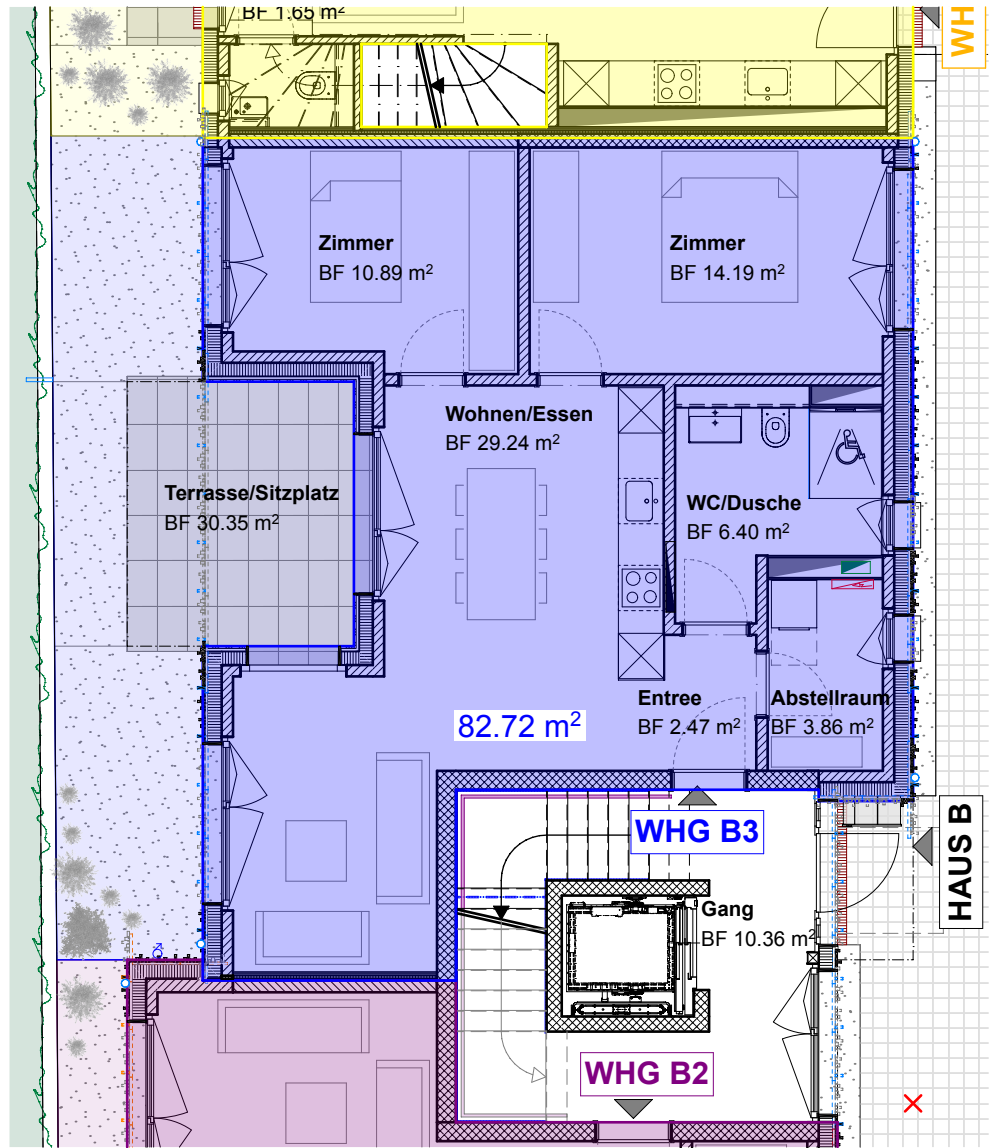 BF 1.65 m²
WH
Zimmer
BF 10.89 m²
Zimmer
BF 14.19 m²
Wohnen/Essen
BF 29.24 m²
Terrasse/Sitzplatz
BF 30.35 m²
WC/Dusche
BF 6.40 m²
Entree
BF 2.47 m²
Abstellraum
BF 3.86 m²
82.72 m²
WHG B3
HAUS B
Gang
BF 10.36 m²
WHG B2